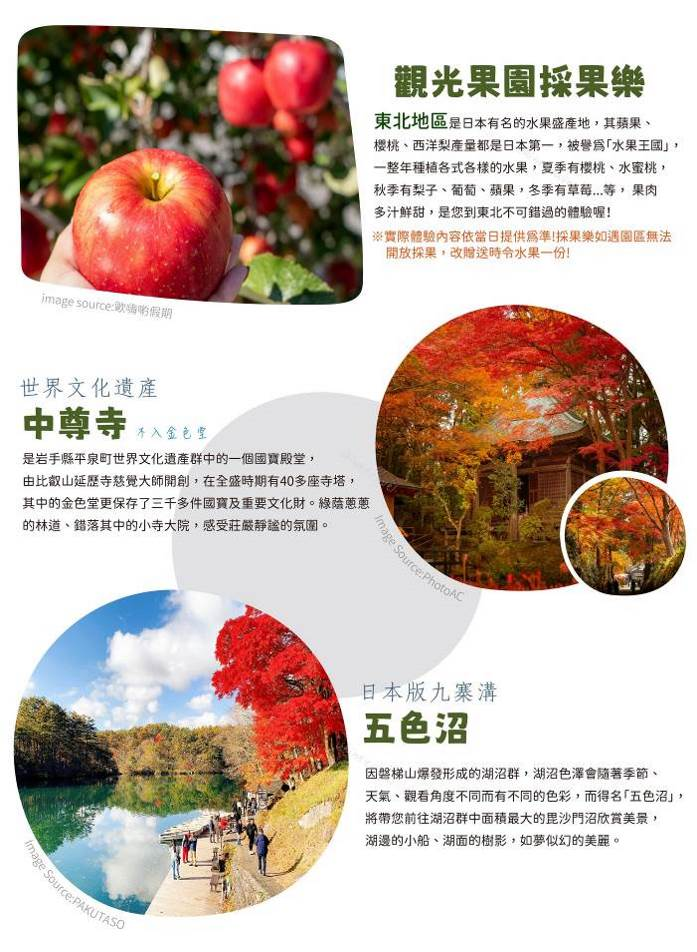 觀光果園採果樂
東北地區是日本有名的水果盛產地，其蘋果、
櫻桃、西洋梨產量都是日本第一，被譽為「水果王國」，
一整年種植各式各樣的水果，夏季有櫻桃、水蜜桃，
秋季有梨子、葡萄、蘋果，冬季有草莓...等， 果肉
多汁鮮甜，是您到東北不可錯過的體驗喔!
※實際體驗內容依當日提供為準!採果樂如遇園區無法
開放採果，改贈送時令水果一份!
image source:歐嗨喲假期
世界文化遺產
中尊寺 不入金色堂
是岩手縣平泉町世界文化遺產群中的一個國寶殿堂，
由比叡山延歷寺慈覺大師開創，在全盛時期有40多座寺塔，
其中的金色堂更保存了三千多件國寶及重要文化財。綠蔭蔥蔥
的林道、錯落其中的小寺大院，感受莊嚴靜謐的氛圍。
Image Source:PhotoAC
日本版九寨溝
五色沼
因磐梯山爆發形成的湖沼群，湖沼色澤會隨著季節、
天氣、觀看角度不同而有不同的色彩，而得名「五色沼」，
將帶您前往湖沼群中面積最大的毘沙門沼欣賞美景，
湖邊的小船、湖面的樹影，如夢似幻的美麗。
Image Source:PAKUTASO